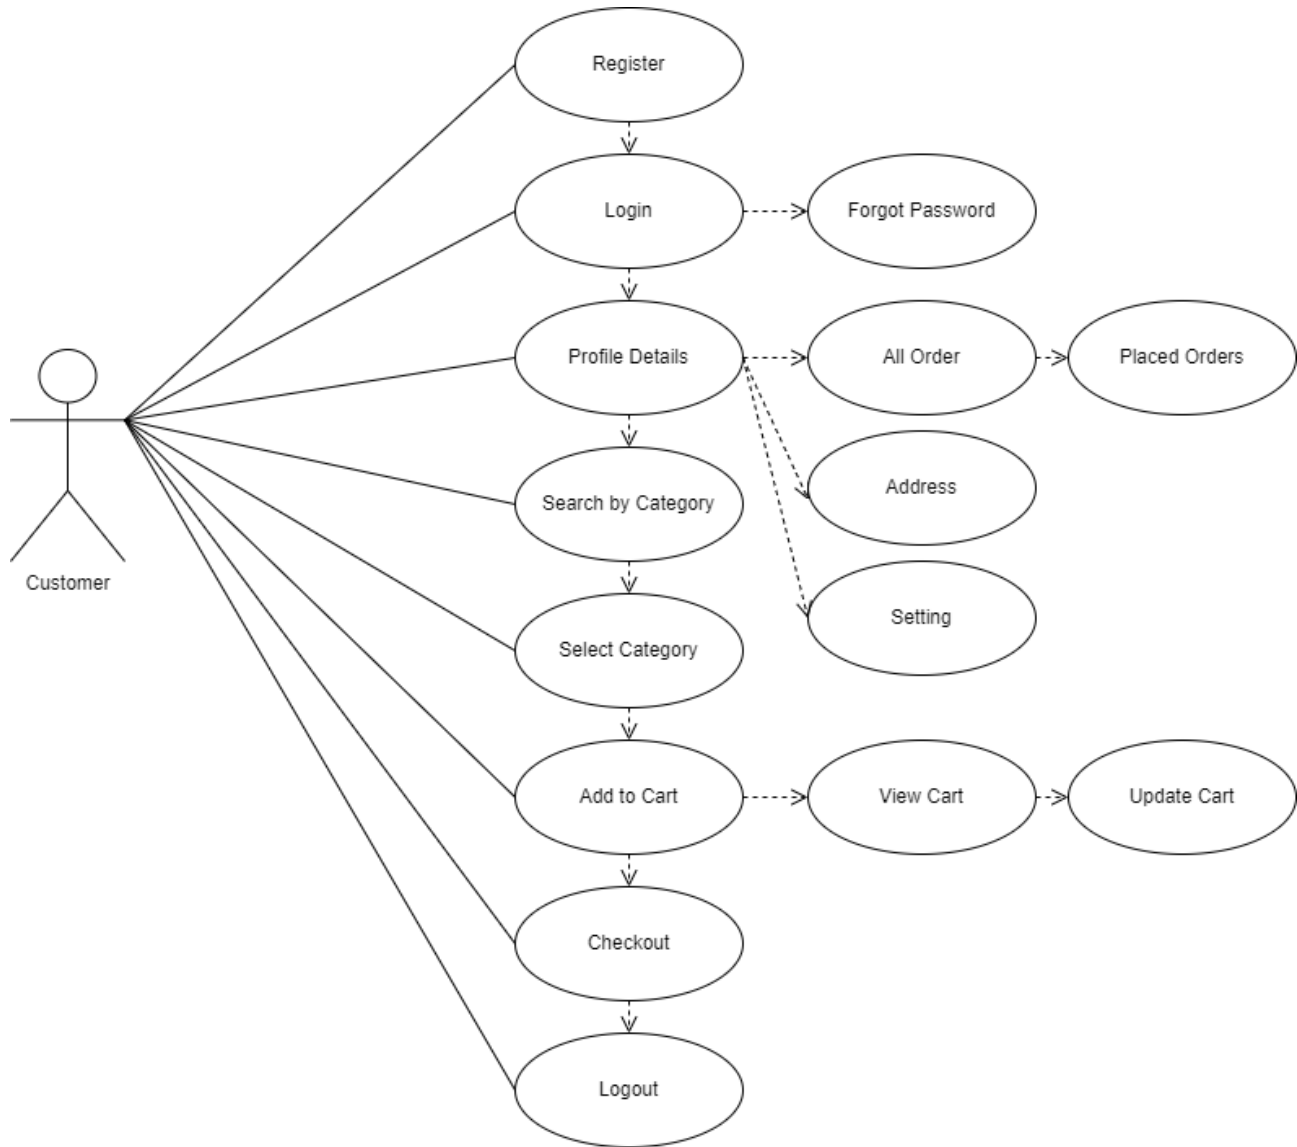 Register
Login
Forgot Password
Profile Details
All Order
Placed Orders
Search by Category
Address
Customer
Setting
Select Category
Add to Cart
View Cart
Update Cart
Checkout
Logout